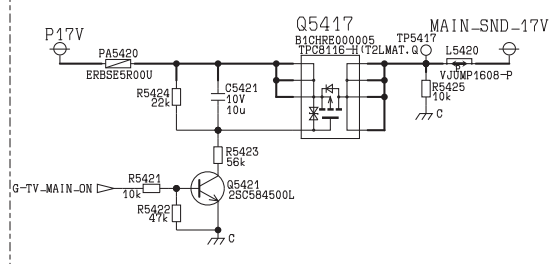 Q5417
MAIN_SND_17V
P17V
B1CHRE000005
TP5417
TPC8116-H(T2LMAT.Q
PA5420
L5420
ERBSE5R00U
P
VJUMP1608-P
R5424
22k
C5421
10V
10u
R5425
10k
C
R5423
56k
G-TV_MAIN_ON
R5421
10k
Q5421
2SC584500L
R5422
47k
C